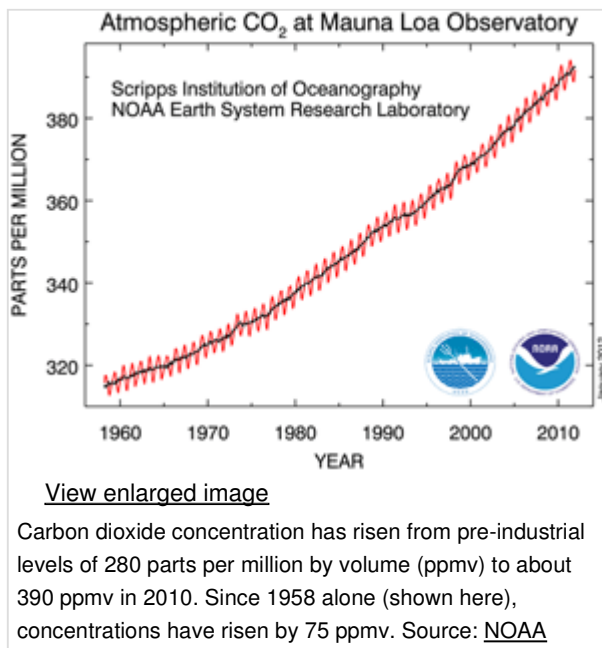 Atmospheric CO₂ at Mauna Loa Observatory
Scripps Institution of Oceanography
NOAA Earth System Research Laboratory
PARTS PER MILLION
380
360
340
320
NOAA
January 2012
1960 1970 1980 1990 2000 2010
YEAR
View enlarged image
Carbon dioxide concentration has risen from pre-industrial
levels of 280 parts per million by volume (ppmv) to about
390 ppmv in 2010. Since 1958 alone (shown here),
concentrations have risen by 75 ppmv. Source: NOAA